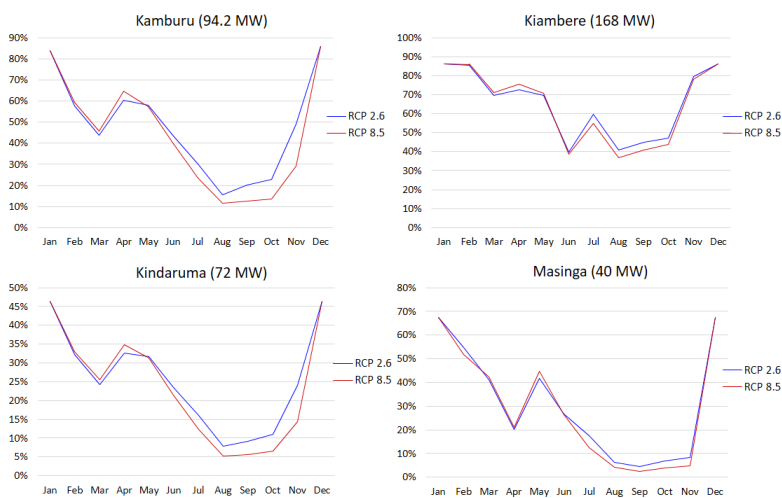 Kamburu (94.2 MW)
90%
80%
70%
60%
50%
40%
30%
20%
10%
0%
Jan Feb Mar Apr May Jun Jul Aug Sep Oct Nov Dec
RCP 2.6
RCP 8.5
Kiambere (168 MW)
100%
90%
80%
70%
60%
50%
40%
30%
20%
10%
0%
Jan Feb Mar Apr May Jun Jul Aug Sep Oct Nov Dec
RCP 2.6
RCP 8.5
Kindaruma (72 MW)
50%
45%
40%
35%
30%
25%
20%
15%
10%
5%
0%
Jan Feb Mar Apr May Jun Jul Aug Sep Oct Nov Dec
RCP 2.6
RCP 8.5
Masinga (40 MW)
80%
70%
60%
50%
40%
30%
20%
10%
0%
Jan Feb Mar Apr May Jun Jul Aug Sep Oct Nov Dec
RCP 2.6
RCP 8.5